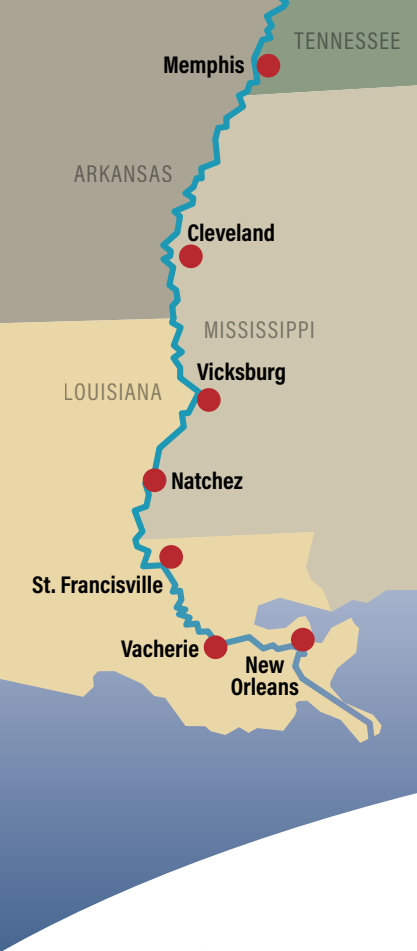 TENNESSEE
Memphis
ARKANSAS
Cleveland
MISSISSIPPI
Vicksburg
LOUISIANA
Natchez
St. Francisville
Vacherie
New
Orleans